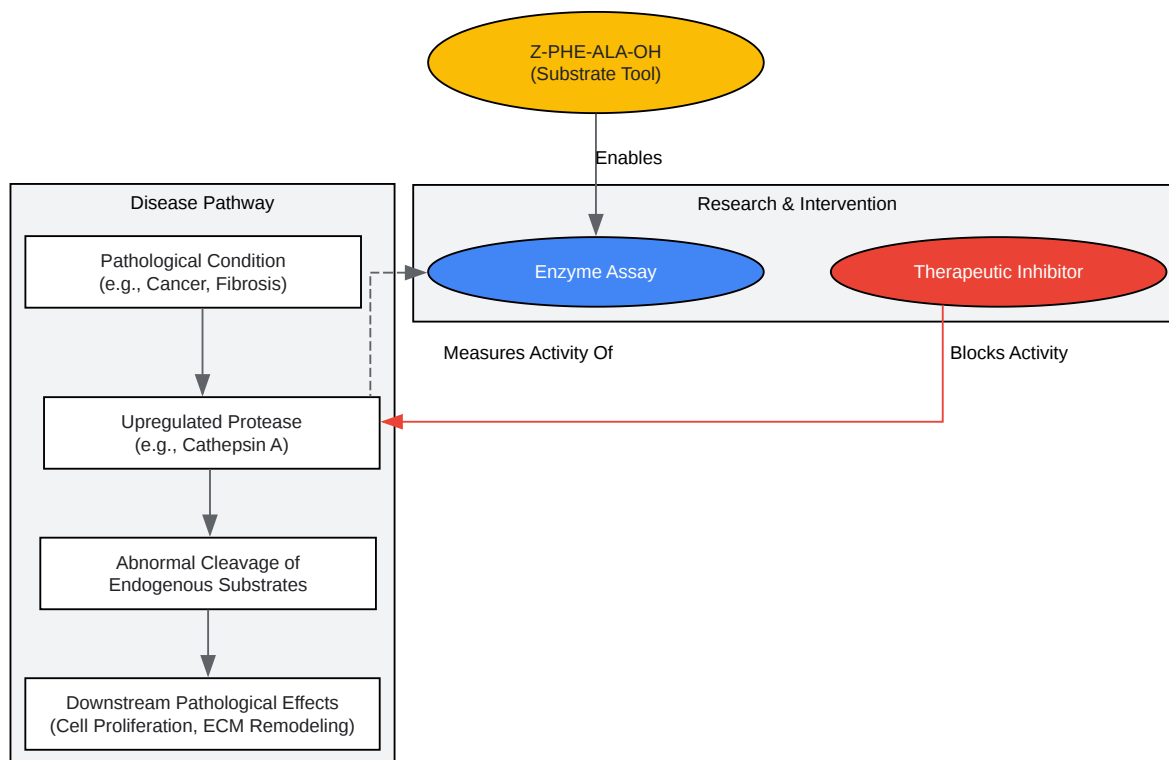 Z-PHE-ALA-OH
(Substrate Tool)
Enables
Disease Pathway
Research & Intervention
Pathological Condition
(e.g., Cancer, Fibrosis)
Enzyme Assay
Therapeutic Inhibitor
Measures Activity Of
Blocks Activity
Upregulated Protease
(e.g., Cathepsin A)
Abnormal Cleavage of
Endogenous Substrates
Downstream Pathological Effects
(Cell Proliferation, ECM Remodeling)